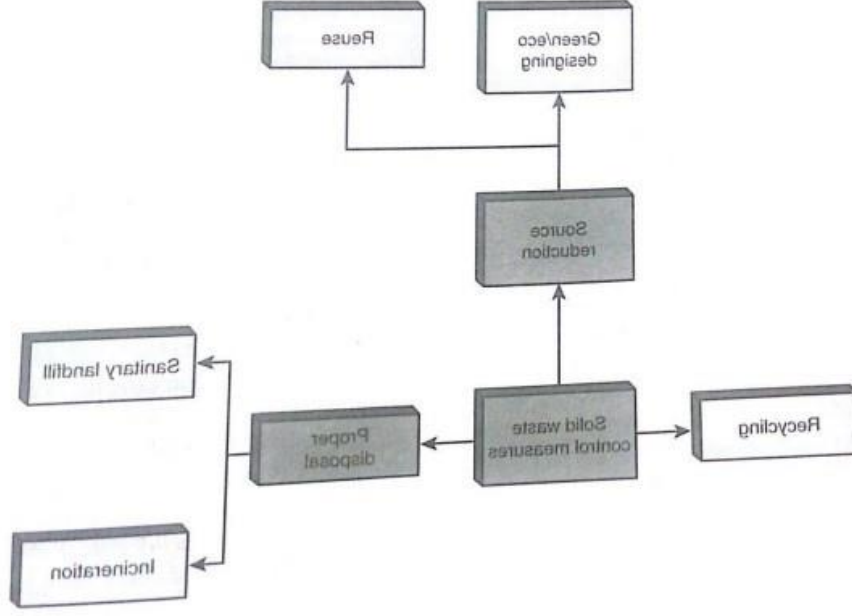 Reuse
Green/eco
designing
Source
reduction
Sanitary landfill
Proper
disposal
Solid waste
control measures
Recycling
Incineration